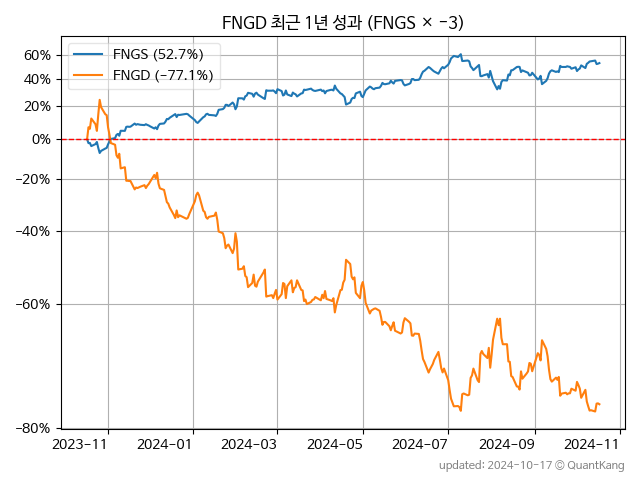 FNGD 최근 1년 성과 (FNGS × −3)
FNGS (52.7%)
FNGD (−77.1%)
60%
40%
20%
0%
−20%
−40%
−60%
−80%
2023−11 2024−01 2024−03 2024−05 2024−07 2024−09 2024−11
updated: 2024-10-17 © QuantKang